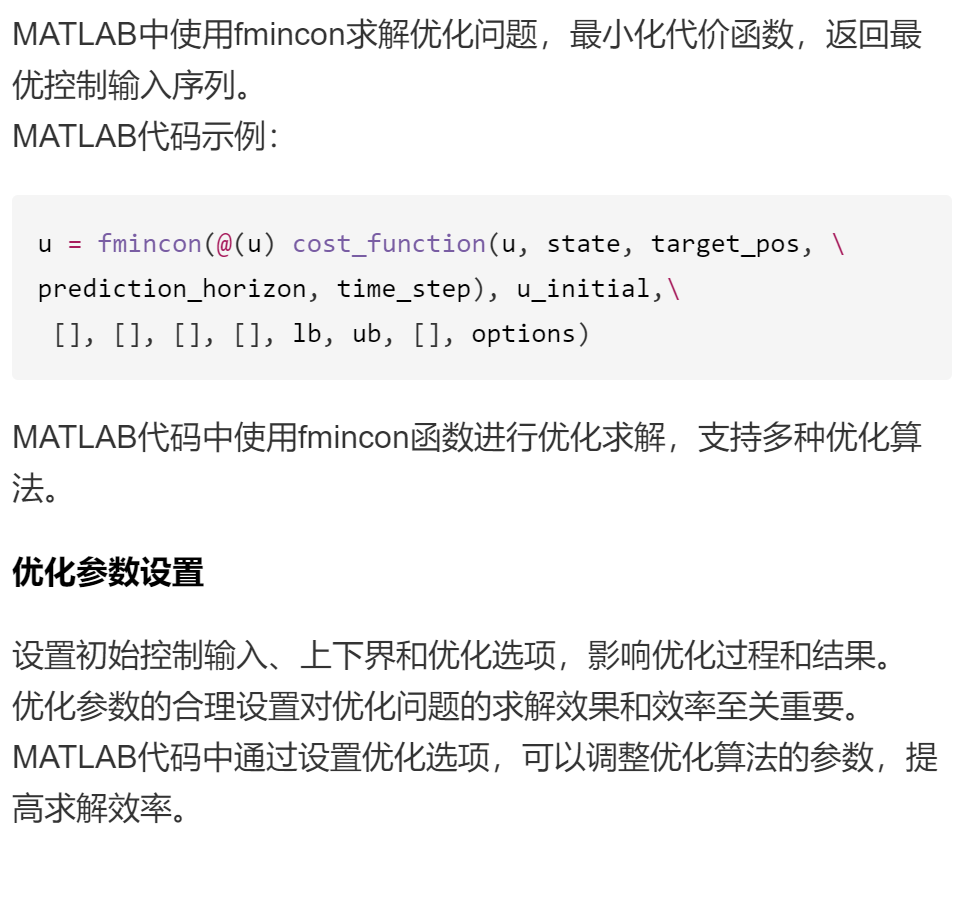 MATLAB中使用fmincon求解优化问题，最小化代价函数，返回最
优控制输入序列。
MATLAB代码示例：
u = fmincon(@(u) cost_function(u, state, target_pos, \
prediction_horizon, time_step), u_initial,\
 [], [], [], [], lb, ub, [], options)
MATLAB代码中使用fmincon函数进行优化求解，支持多种优化算
法。
优化参数设置
设置初始控制输入、上下界和优化选项，影响优化过程和结果。
优化参数的合理设置对优化问题的求解效果和效率至关重要。
MATLAB代码中通过设置优化选项，可以调整优化算法的参数，提
高求解效率。